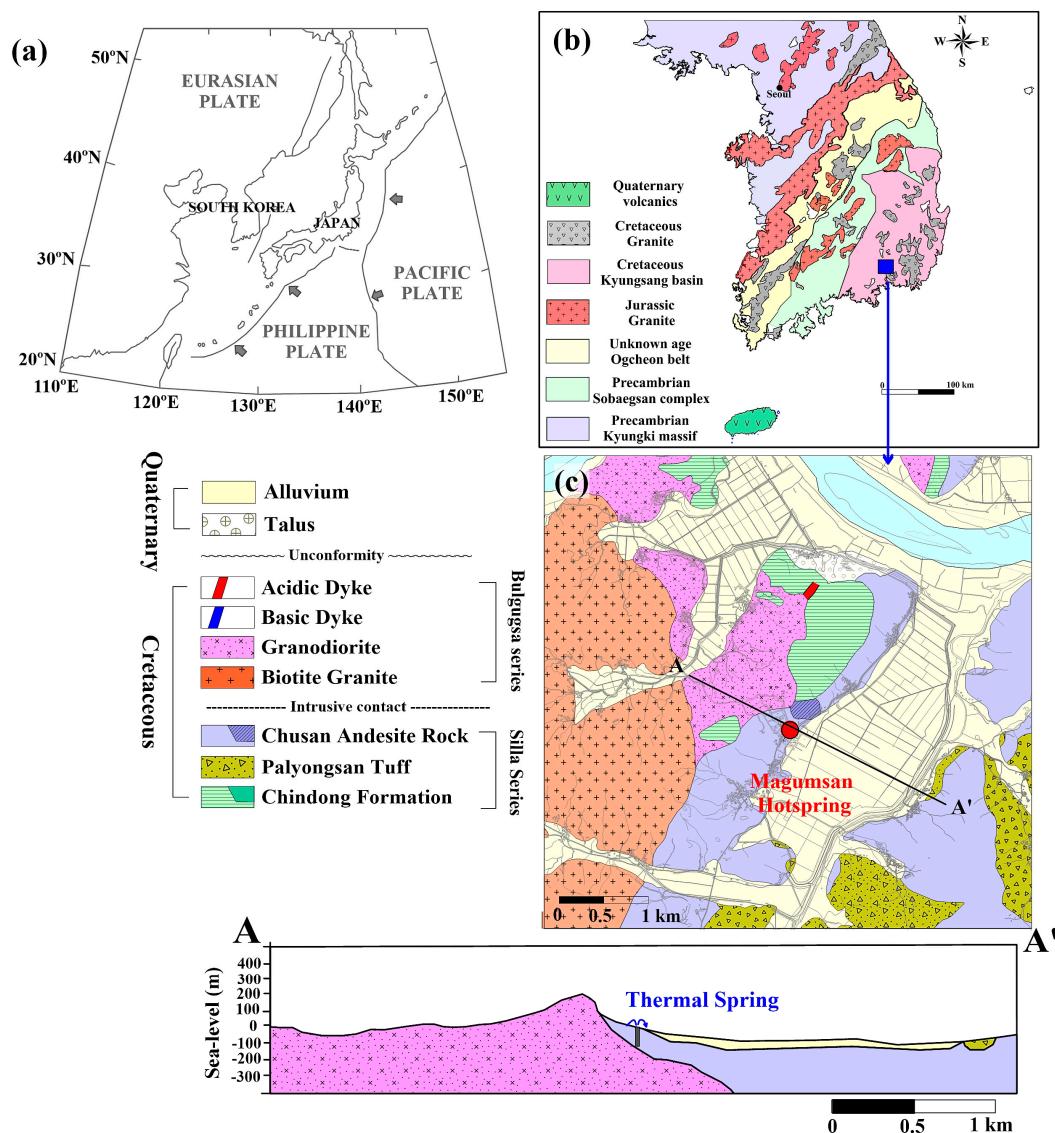 (a)
50ºN
40ºN
30ºN
20ºN
110ºE
120ºE
130ºE
140ºE
150ºE
EURASIAN
PLATE
SOUTH KOREA
JAPAN
PACIFIC
PLATE
PHILIPPINE
PLATE
(b)
N
W
E
S
Seoul
Quaternary
volcanics
Cretaceous
Granite
Cretaceous
Kyungsang basin
Jurassic
Granite
Unknown age
Ogcheon belt
Precambrian
Sobaegsan complex
Precambrian
Kyungki massif
0
100 km
Quaternary
Alluvium
Talus
Unconformity
Cretaceous
Acidic Dyke
Basic Dyke
Granodiorite
Biotite Granite
Bulgugsa series
Intrusive contact
Chusan Andesite Rock
Palyongsan Tuff
Chindong Formation
Silla Series
(c)
A
Magumsan
Hotspring
A'
0 0.5 1 km
A
A'
Sea-level (m)
400
300
200
100
0
-100
-200
-300
Thermal Spring
0 0.5 1 km